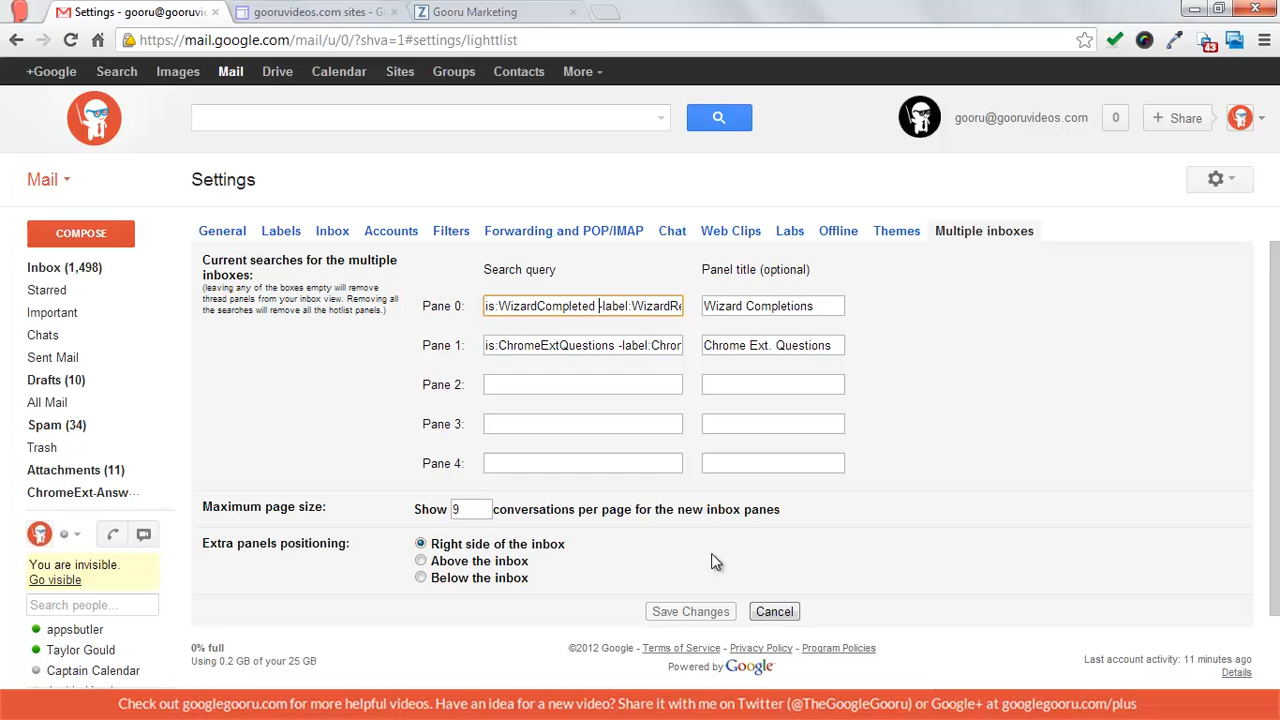 Settings - gooru@gooruvideo
gooruvideos.com sites - G
Gooru Marketing
https://mail.google.com/mail/u/0/?shva=1#settings/lighttlist
43
+Google Search Images Mail Drive Calendar Sites Groups Contacts More
gooru@gooruvideos.com 0 + Share
Mail
Settings
COMPOSE
General Labels Inbox Accounts Filters Forwarding and POP/IMAP Chat Web Clips Labs Offline Themes Multiple inboxes
Inbox (1,498)
Starred
Important
Chats
Sent Mail
Drafts (10)
All Mail
Spam (34)
Trash
Attachments (11)
ChromeExt-Answ...
You are invisible.
Go visible
Search people...
appsbutler
Taylor Gould
Captain Calendar
Current searches for the multiple
inboxes:
(leaving any of the boxes empty will remove
thread panels from your inbox view. Removing all
the searches will remove all the hotlist panels.)
Search query Panel title (optional)
Pane 0: is:WizardCompleted -label:WizardRe Wizard Completions
Pane 1: is:ChromeExtQuestions -label:Chron Chrome Ext. Questions
Pane 2:
Pane 3:
Pane 4:
Maximum page size: Show 9 conversations per page for the new inbox panes
Extra panels positioning: Right side of the inbox
Above the inbox
Below the inbox
Save Changes Cancel
0% full
Using 0.2 GB of your 25 GB
©2012 Google - Terms of Service - Privacy Policy - Program Policies
Powered by Google
Last account activity: 11 minutes ago
Details
Check out googlegooru.com for more helpful videos. Have an idea for a new video? Share it with me on Twitter (@TheGoogleGooru) or Google+ at googlegooru.com/plus